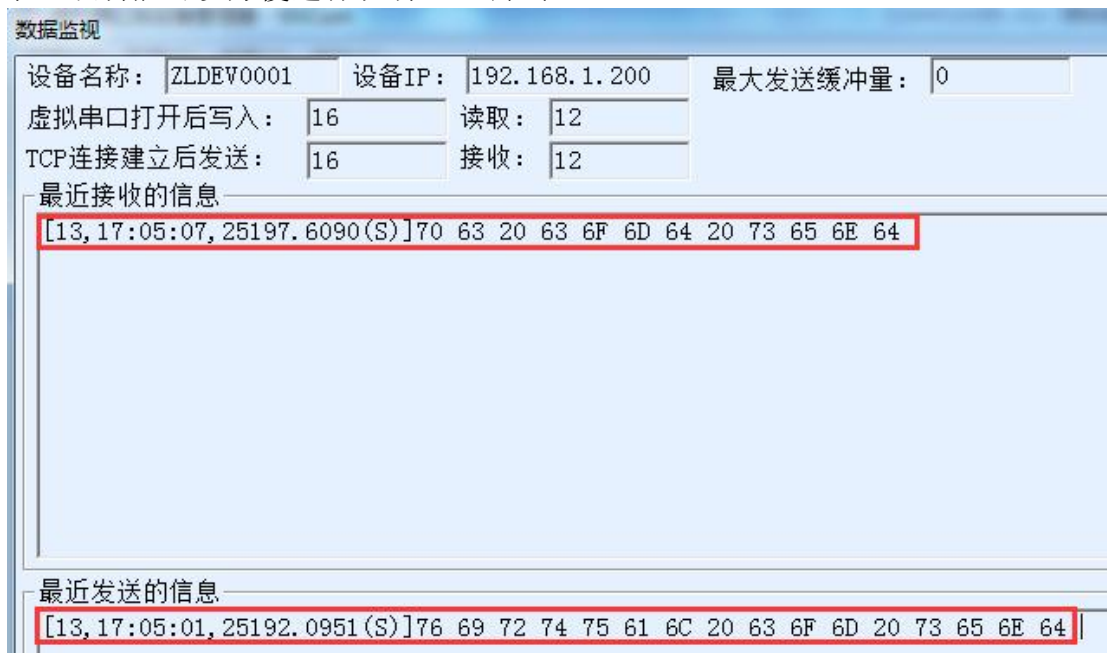 数据监视
设备名称： ZLDEV0001 设备IP： 192.168.1.200 最大发送缓冲量： 0
虚拟串口打开后写入： 16 读取： 12
TCP连接建立后发送： 16 接收： 12
最近接收的信息
[13,17:05:07,25197.6090(S)]70 63 20 63 6F 6D 64 20 73 65 6E 64
最近发送的信息
[13,17:05:01,25192.0951(S)]76 69 72 74 75 61 6C 20 63 6F 6D 20 73 65 6E 64